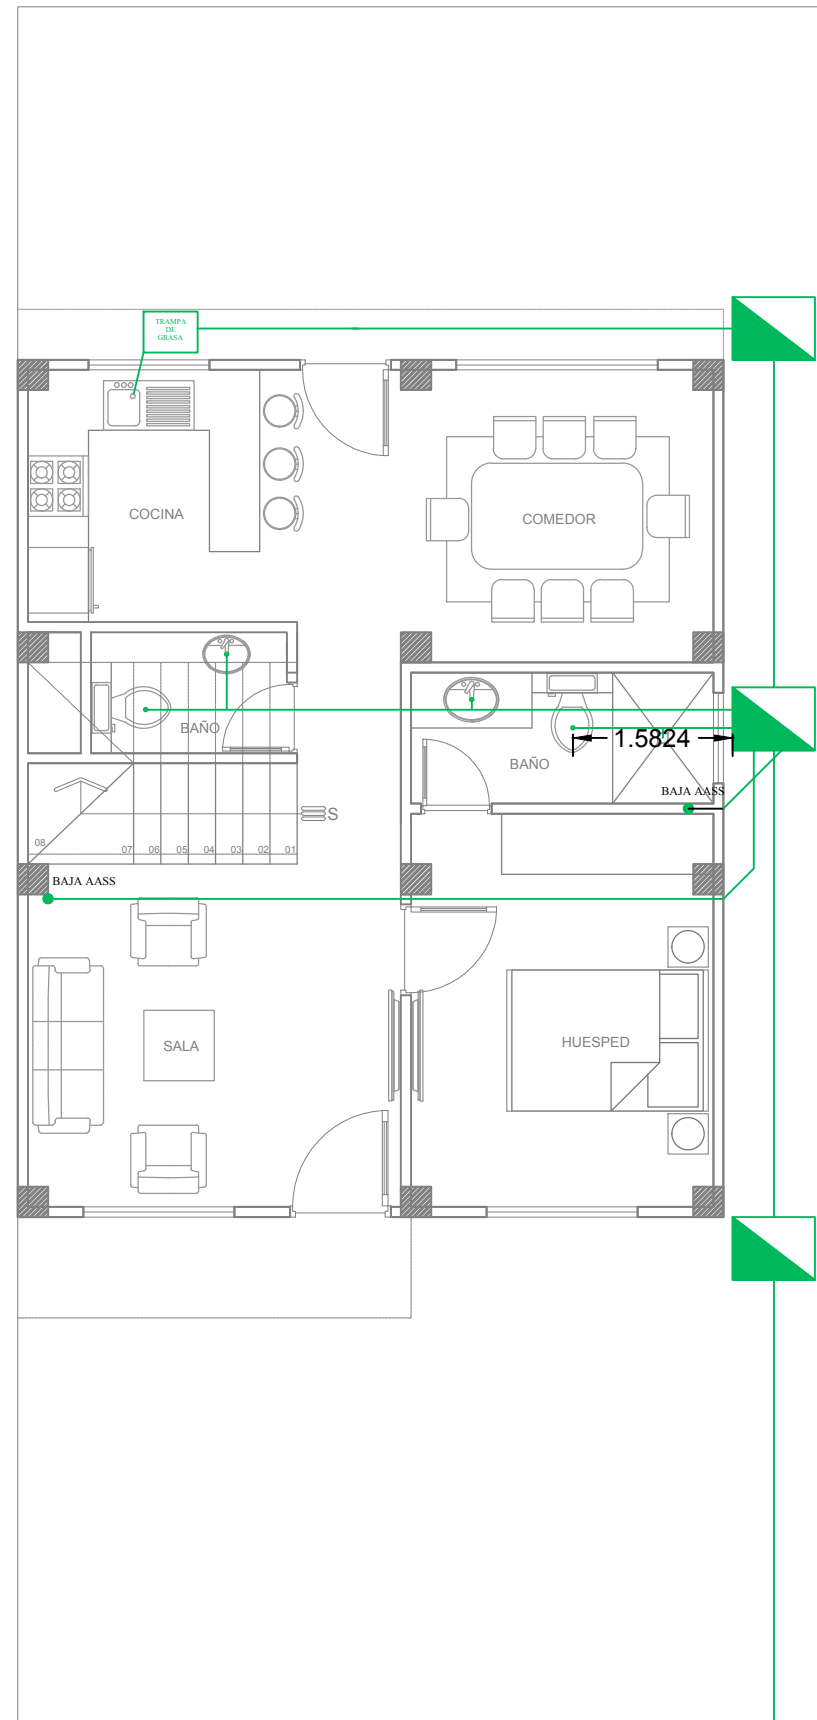 TRAMPA
DE
GRASA
COCINA
COMEDOR
BAÑO
1.5824
BAÑO
BAJA AASS
S
08
07 06 05 04 03 02 01
BAJA AASS
SALA
HUESPED